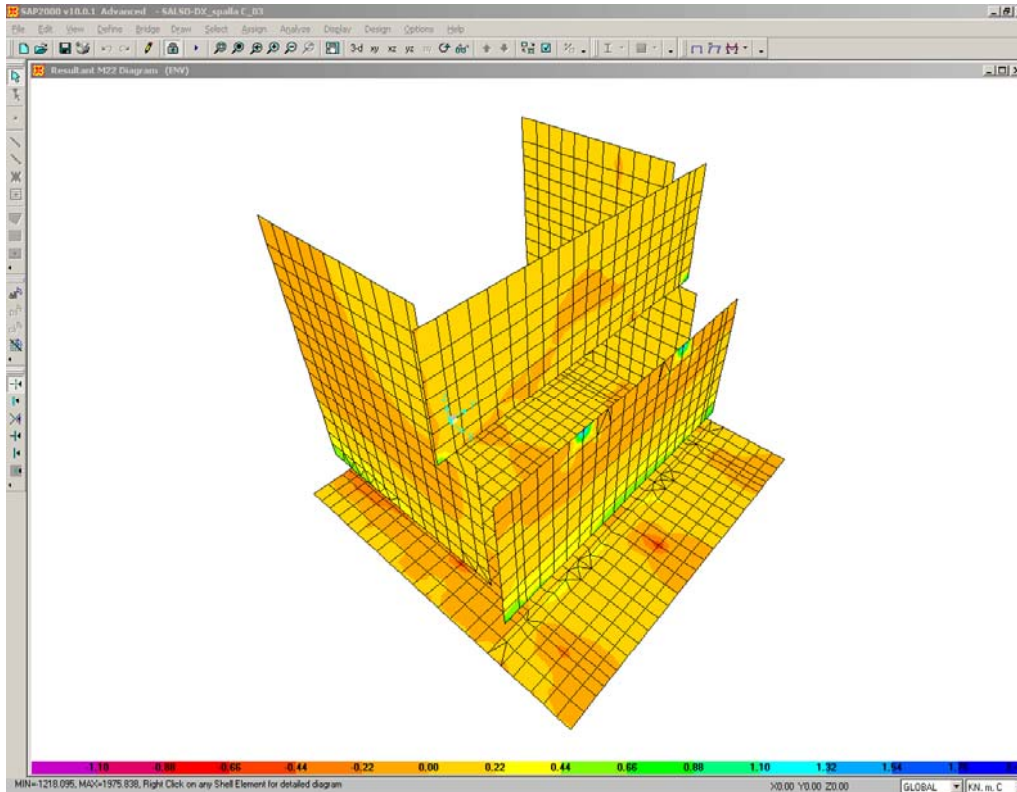 SAP2000 v10.0.1 Advanced - SALSO-DX_spalla C_03
File Edit View Define Bridge Draw Select Assign Analyze Display Design Options Help
3-d xy xz yz
Resultant M22 Diagram (ENV)
-1.10 -0.88 -0.66 -0.44 -0.22 0.00 0.22 0.44 0.66 0.88 1.10 1.32 1.54
MIN=-1218.095, MAX=1975.838, Right Click on any Shell Element for detailed diagram X0.00 Y0.00 Z0.00 GLOBAL KN, m, C